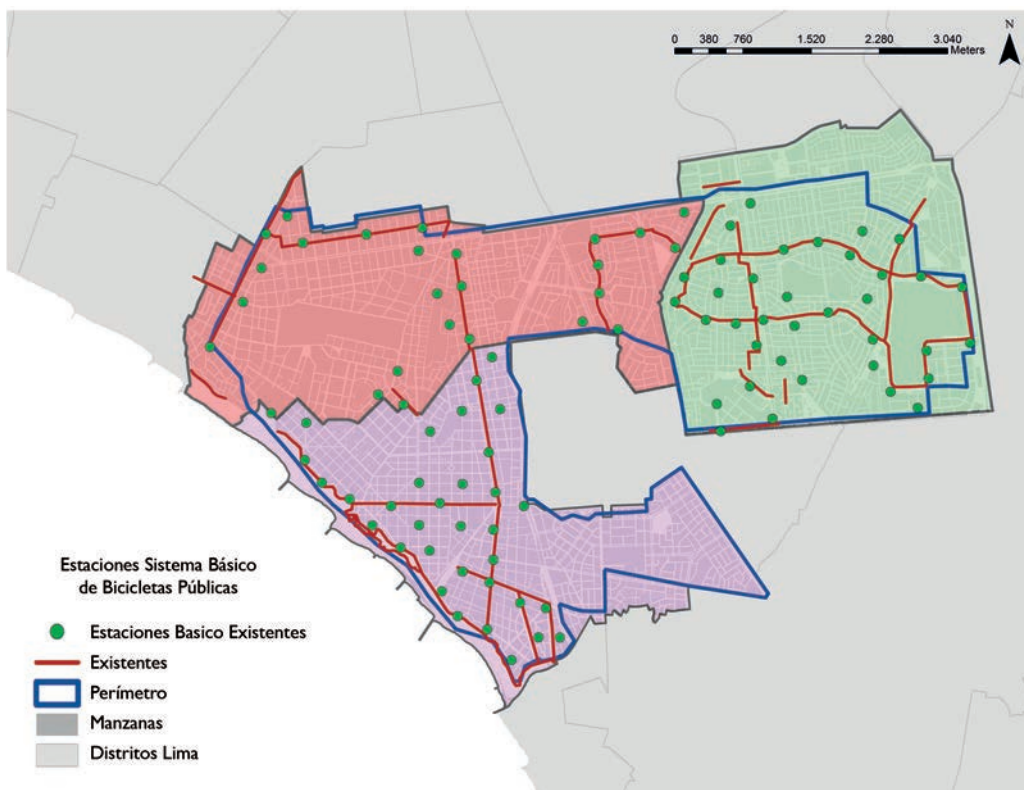 N
0 380 760 1.520 2.280 3.040
Meters
Estaciones Sistema Básico
de Bicicletas Públicas
Estaciones Basico Existentes
Existentes
Perímetro
Manzanas
Distritos Lima